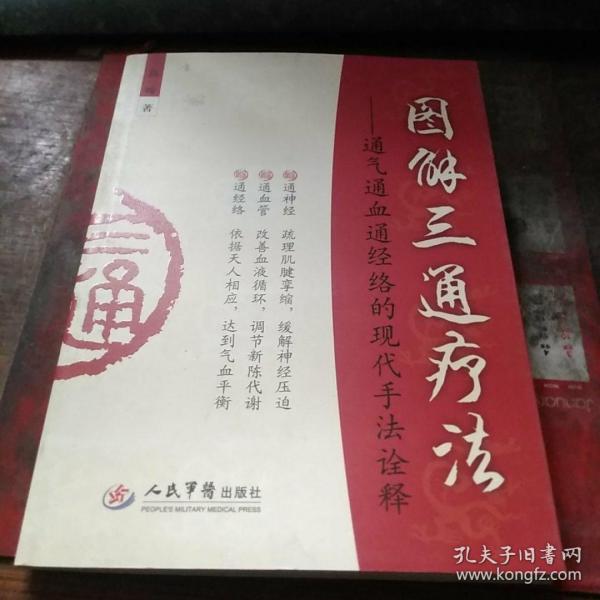 图解三通疗法
——通气通血通经络的现代手法诠释
通神经 疏理肌腱挛缩，缓解神经压迫
通血管 改善血液循环，调节新陈代谢
通经络 依据天人相应，达到气血平衡
著
三通
人民军医出版社
PEOPLE'S MILITARY MEDICAL PRESS
孔夫子旧书网
www.kongfz.com